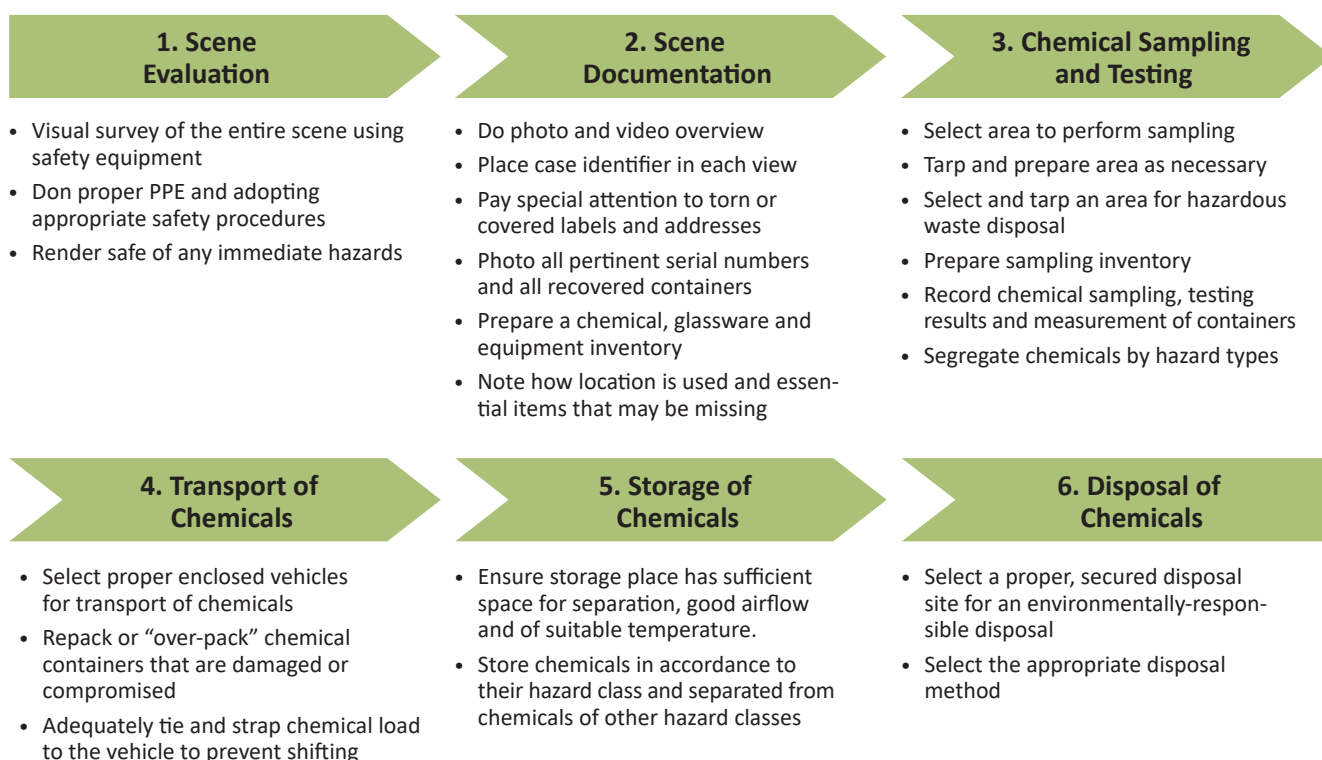 1. Scene
Evaluation
• Visual survey of the entire scene using
safety equipment
• Don proper PPE and adopting
appropriate safety procedures
• Render safe of any immediate hazards
2. Scene
Documentation
• Do photo and video overview
• Place case identifier in each view
• Pay special attention to torn or
covered labels and addresses
• Photo all pertinent serial numbers
and all recovered containers
• Prepare a chemical, glassware and
equipment inventory
• Note how location is used and essen-
tial items that may be missing
3. Chemical Sampling
and Testing
• Select area to perform sampling
• Tarp and prepare area as necessary
• Select and tarp an area for hazardous
waste disposal
• Prepare sampling inventory
• Record chemical sampling, testing
results and measurement of containers
• Segregate chemicals by hazard types
4. Transport of
Chemicals
• Select proper enclosed vehicles
for transport of chemicals
• Repack or “over-pack” chemical
containers that are damaged or
compromised
• Adequately tie and strap chemical load
to the vehicle to prevent shifting
5. Storage of
Chemicals
• Ensure storage place has sufficient
space for separation, good airflow
and of suitable temperature.
• Store chemicals in accordance to
their hazard class and separated from
chemicals of other hazard classes
6. Disposal of
Chemicals
• Select a proper, secured disposal
site for an environmentally-respon-
sible disposal
• Select the appropriate disposal
method